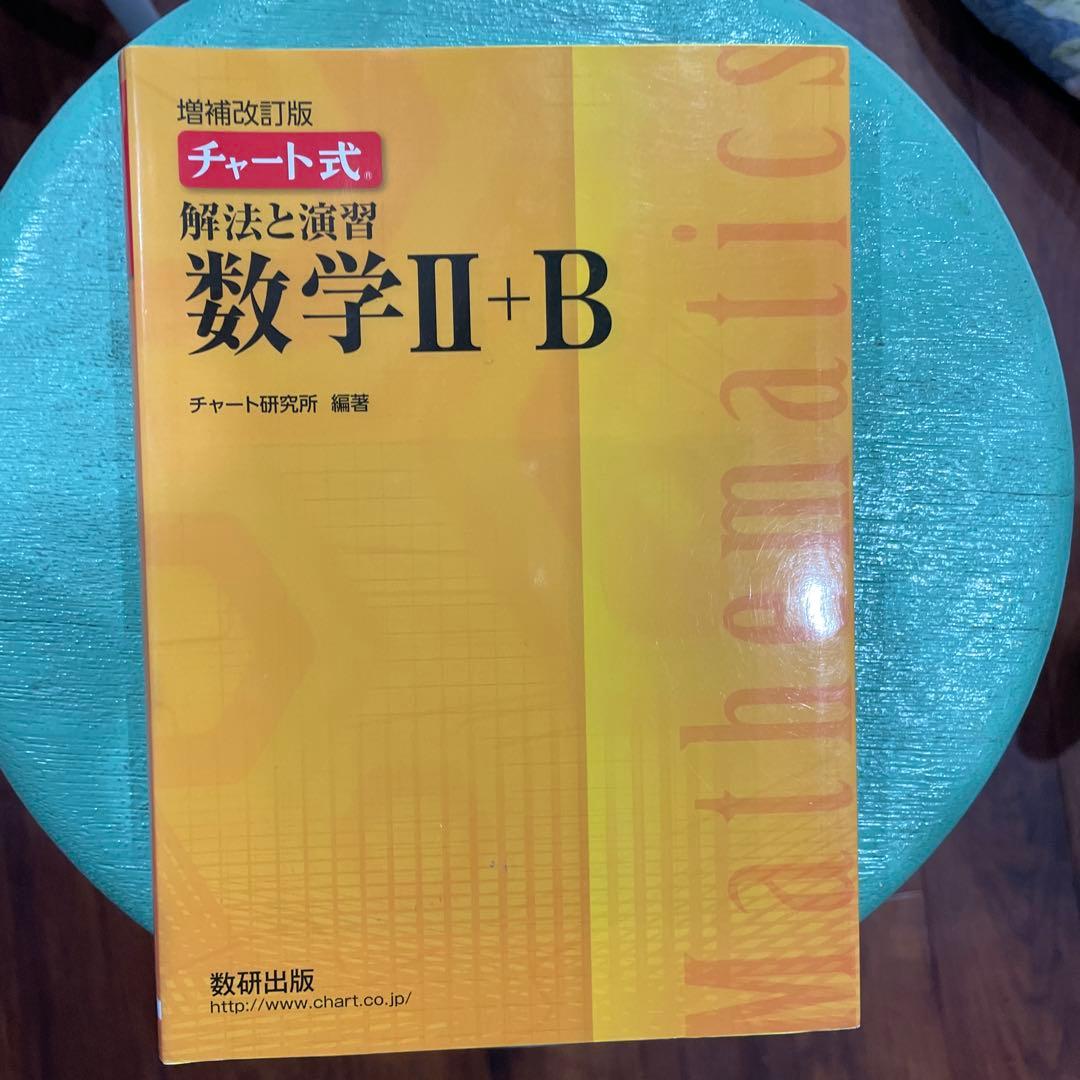 増補改訂版
チャート式®
解法と演習
数学Ⅱ+B
チャート研究所 編著
Mathematics
数研出版
http://www.chart.co.jp/